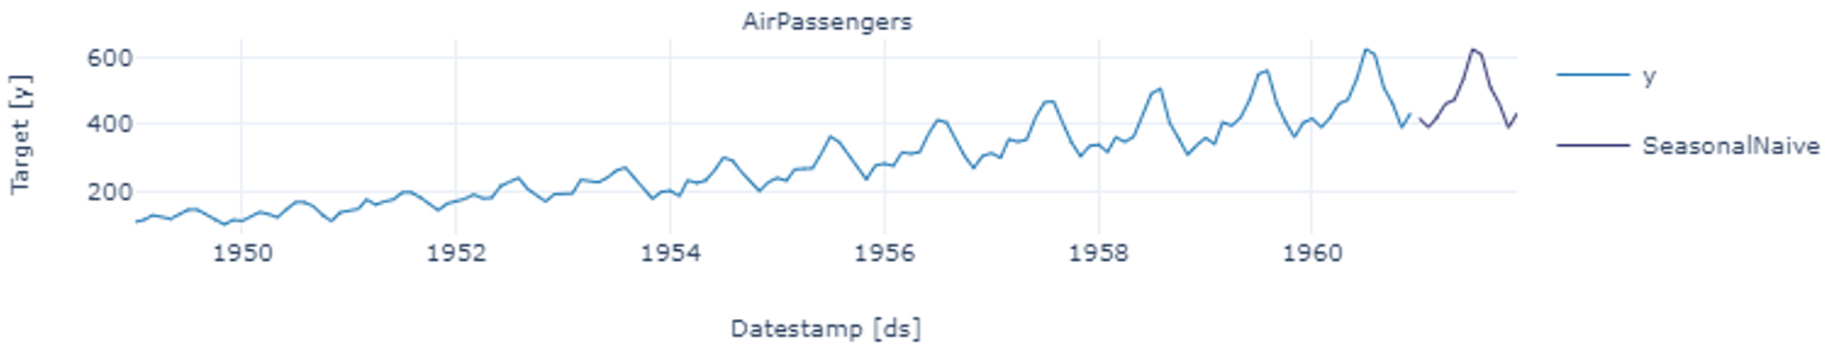 AirPassengers
Target [y]
600
400
200
1950 1952 1954 1956 1958 1960
Datestamp [ds]
y
SeasonalNaive